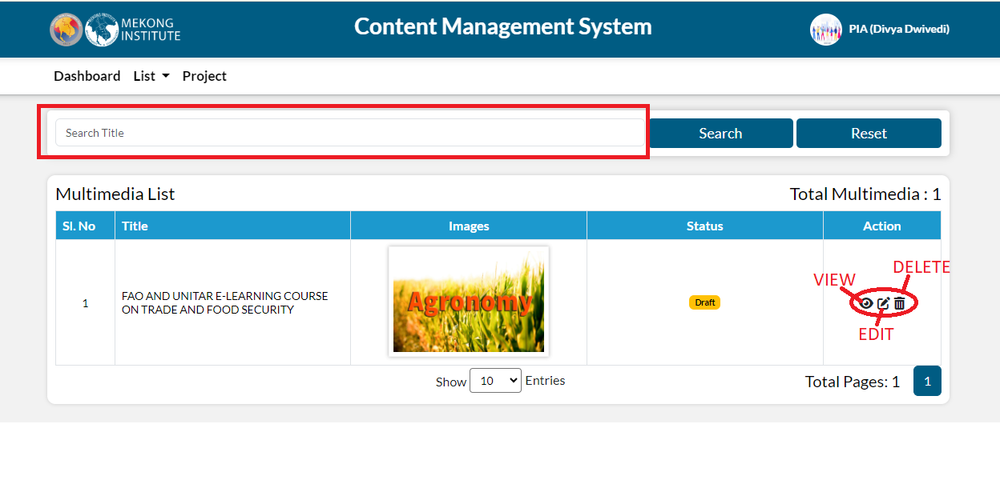 MEKONG
INSTITUTE
Content Management System
PIA (Divya Dwivedi)
Dashboard List Project
Search Title
Search
Reset
Multimedia List
Total Multimedia : 1
Sl. No Title Images Status Action
1
FAO AND UNITAR E-LEARNING COURSE
ON TRADE AND FOOD SECURITY
Agronomy
Draft
VIEW
DELETE
EDIT
Show 10 Entries
Total Pages: 1 1